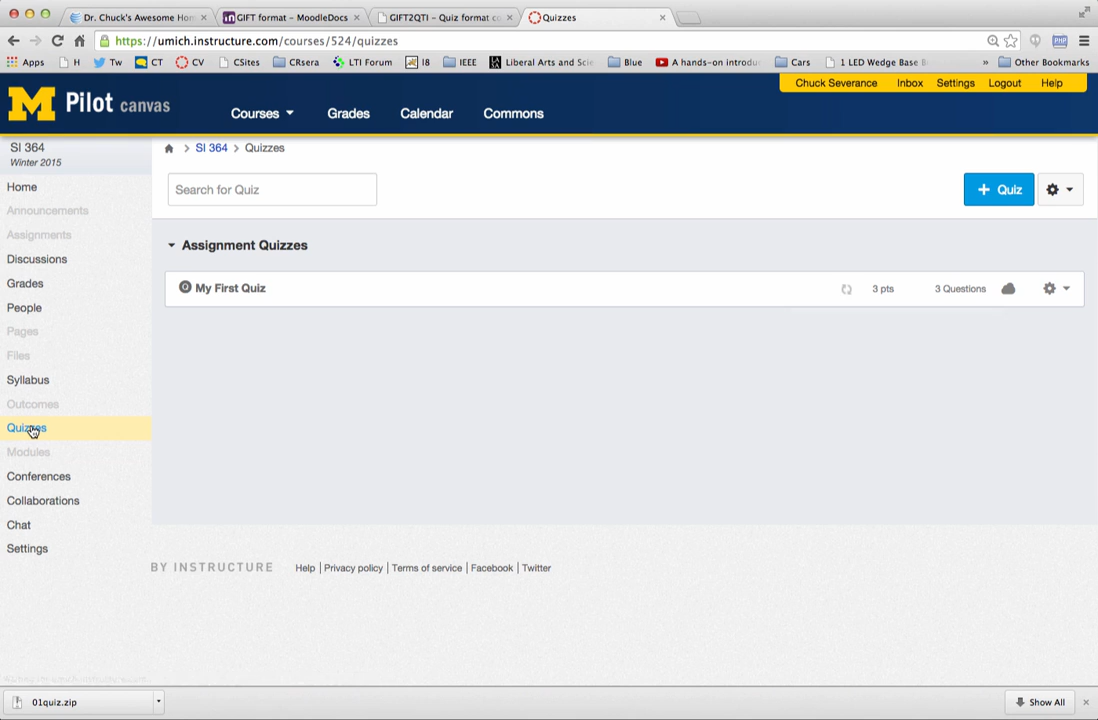 Dr. Chuck's Awesome Hom
GIFT format – MoodleDocs
GIFT2QTI – Quiz format co
Quizzes
https://umich.instructure.com/courses/524/quizzes
Apps H Tw CT CV CSites CRsera LTI Forum I8 IEEE Liberal Arts and Scie Blue A hands-on introdu Cars 1 LED Wedge Base B » Other Bookmarks
Chuck Severance Inbox Settings Logout Help
M Pilot canvas
Courses Grades Calendar Commons
SI 364
Winter 2015
SI 364 > Quizzes
Home
Announcements
Assignments
Discussions
Grades
People
Pages
Files
Syllabus
Outcomes
Quizzes
Modules
Conferences
Collaborations
Chat
Settings
Search for Quiz
+ Quiz
Assignment Quizzes
My First Quiz 3 pts 3 Questions
BY INSTRUCTURE Help | Privacy policy | Terms of service | Facebook | Twitter
01quiz.zip
Show All